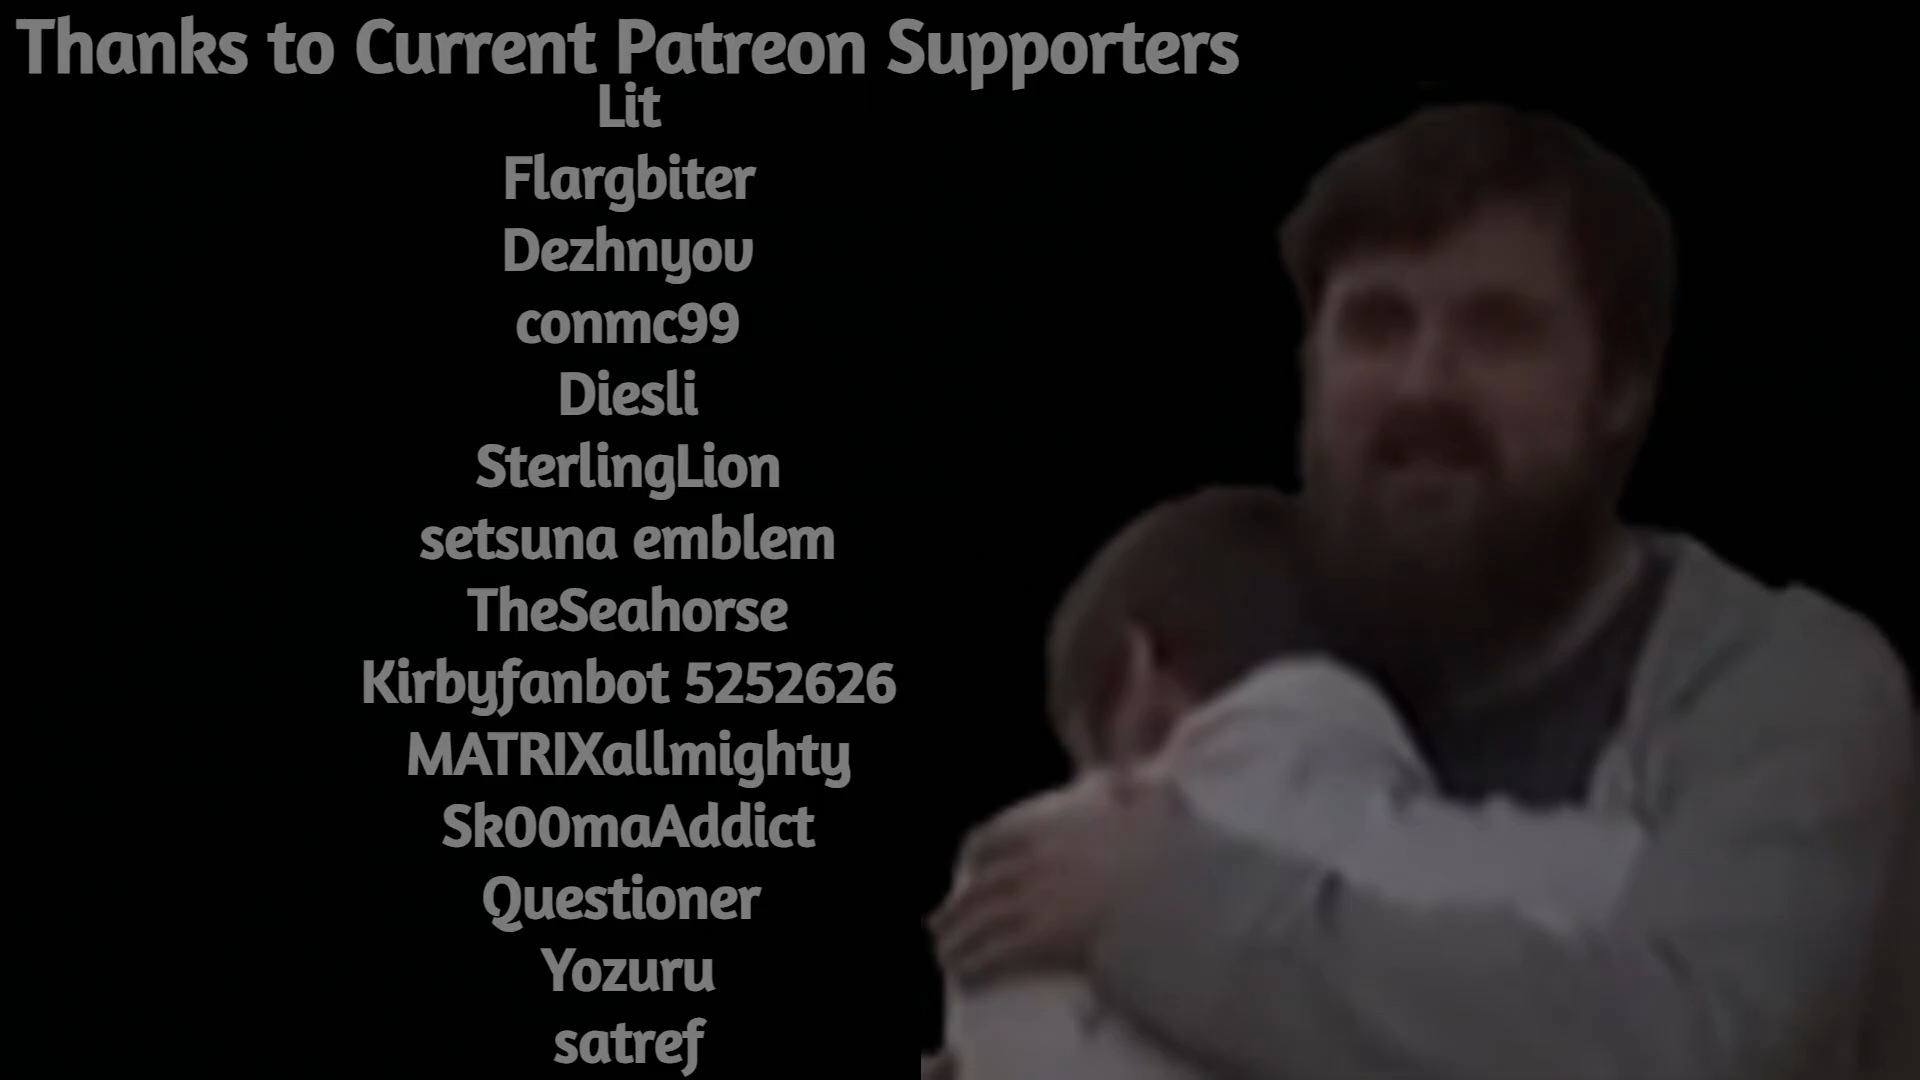 Thanks to Current Patreon Supporters
Lit
Flargbiter
Dezhnyov
conmc99
Diesli
SterlingLion
setsuna emblem
TheSeahorse
Kirbyfanbot 5252626
MATRIXallmighty
Sk00maAddict
Questioner
Yozuru
satref